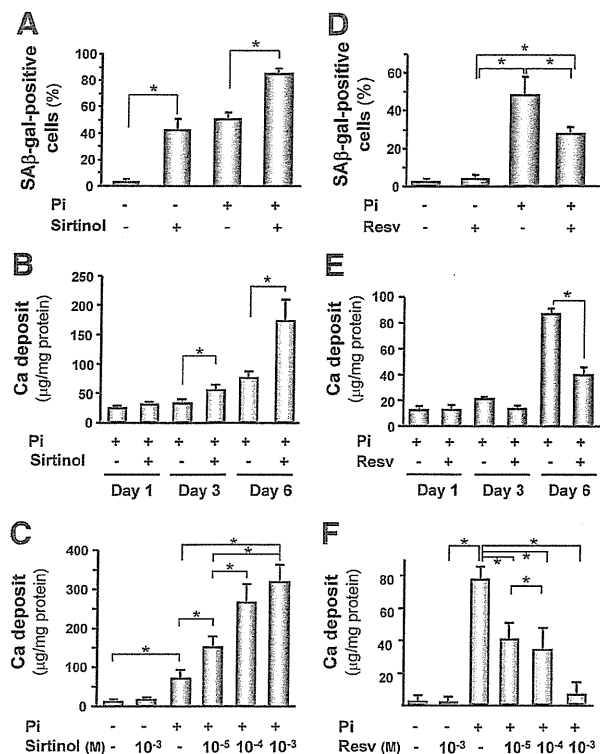 A
SAβ-gal-positive
cells (%)
100
80
60
40
20
0
*
*
Pi - - + +
Sirtinol - + - +
D
SAβ-gal-positive
cells (%)
60
40
20
0
*
*
*
Pi - - + +
Resv - + - +
B
Ca deposit
(µg/mg protein)
250
200
150
100
50
0
*
*
Pi + + + + + +
Sirtinol - + - + - +
Day 1 Day 3 Day 6
E
Ca deposit
(µg/mg protein)
100
80
60
40
20
0
*
Pi + + + + + +
Resv - + - + - +
Day 1 Day 3 Day 6
C
Ca deposit
(µg/mg protein)
400
300
200
100
0
*
*
*
*
*
Pi - - + + + +
Sirtinol (M) - 10⁻³ - 10⁻⁵ 10⁻⁴ 10⁻³
F
Ca deposit
(µg/mg protein)
80
60
40
20
*
*
*
*
*
Pi - - + + + +
Resv (M) - 10⁻³ - 10⁻⁵ 10⁻⁴ 10⁻³